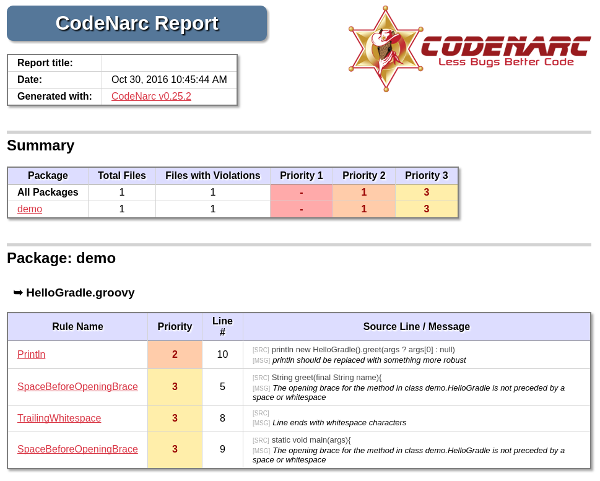 CodeNarc Report
CODENARC
Less Bugs Better Code
Report title:
Date: Oct 30, 2016 10:45:44 AM
Generated with: CodeNarc v0.25.2
Summary
Package Total Files Files with Violations Priority 1 Priority 2 Priority 3
All Packages 1 1 - 1 3
demo 1 1 - 1 3
Package: demo
➥ HelloGradle.groovy
Rule Name Priority Line # Source Line / Message
Println 2 10 [SRC] println new HelloGradle().greet(args ? args[0] : null)
[MSG] println should be replaced with something more robust
SpaceBeforeOpeningBrace 3 5 [SRC] String greet(final String name){
[MSG] The opening brace for the method in class demo.HelloGradle is not preceded by a
space or whitespace
TrailingWhitespace 3 8 [SRC]
[MSG] Line ends with whitespace characters
SpaceBeforeOpeningBrace 3 9 [SRC] static void main(args){
[MSG] The opening brace for the method in class demo.HelloGradle is not preceded by a
space or whitespace